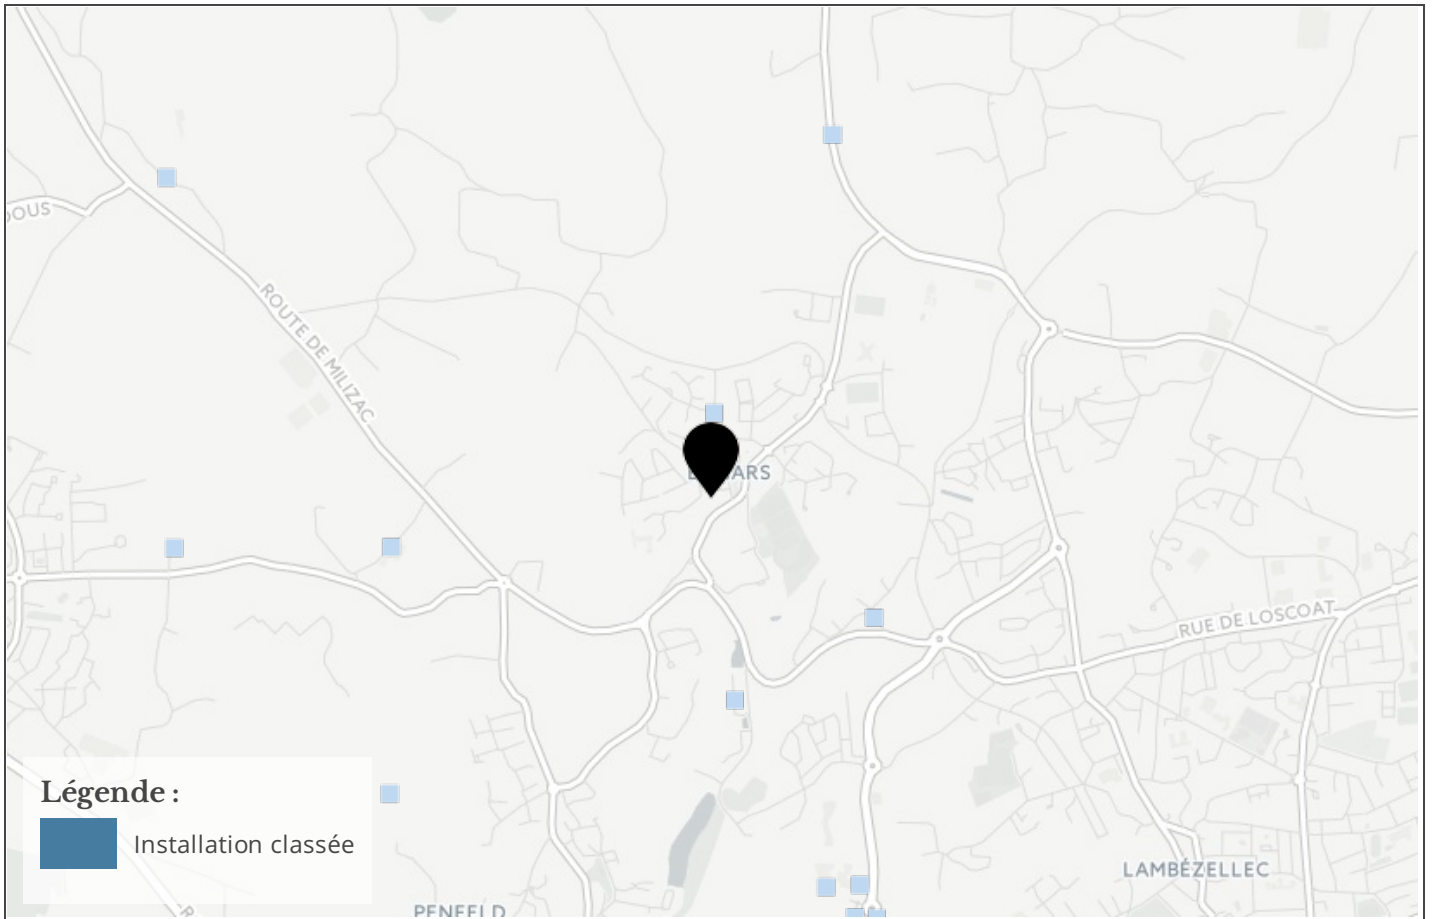 OUS
ROUTE DE MILIZAC
ARS
RUE DE LOSCOAT
Légende :
Installation classée
LAMBÉZELLEC
PENFELD
R